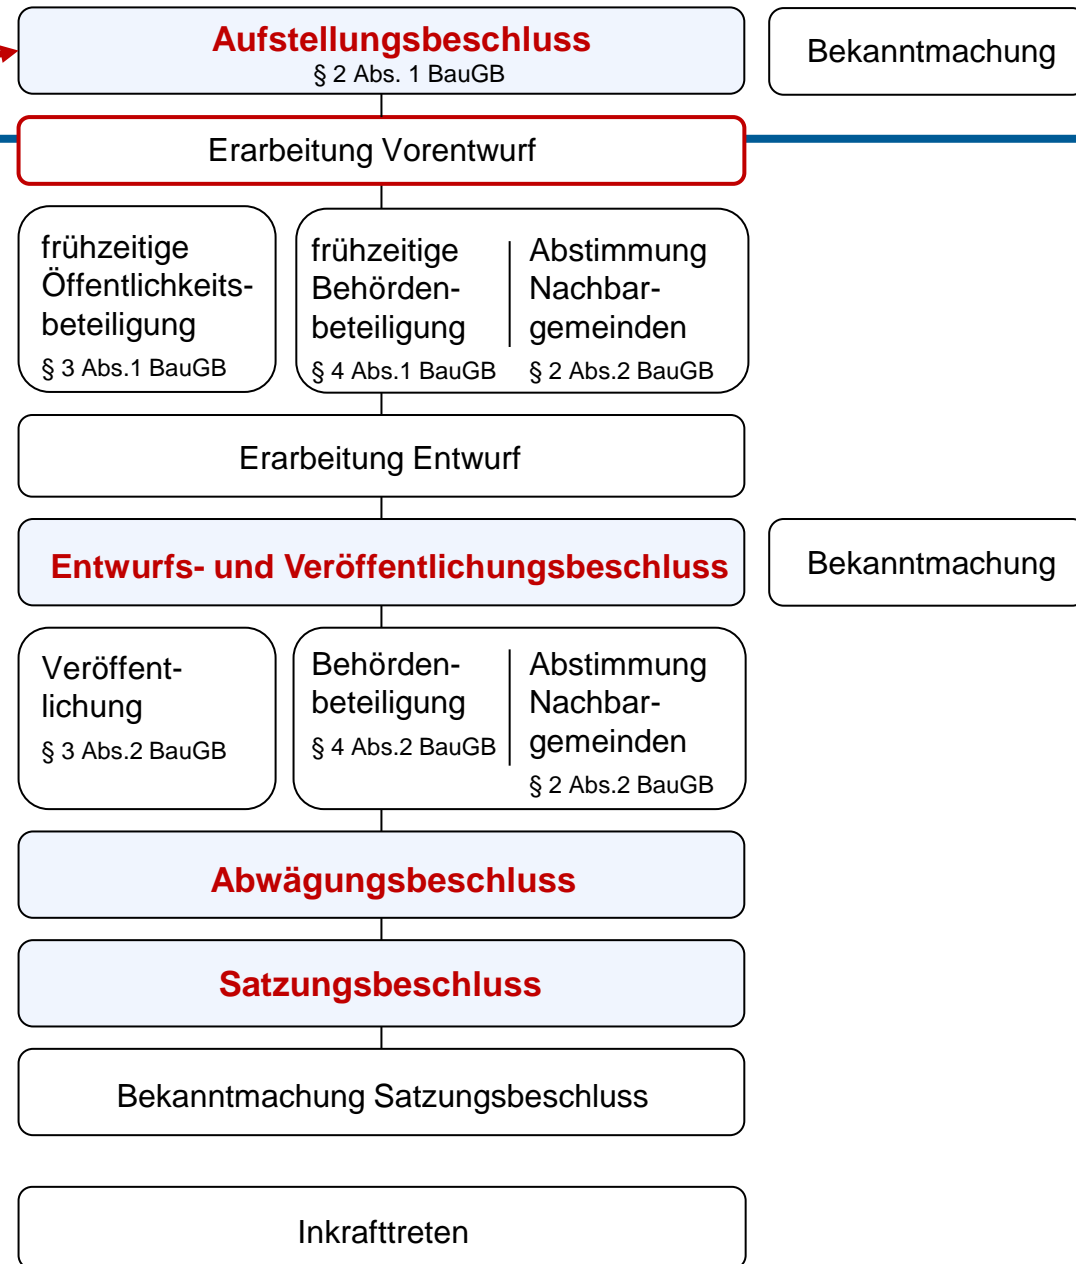 Aufstellungsbeschluss
§ 2 Abs. 1 BauGB
Bekanntmachung
Erarbeitung Vorentwurf
frühzeitige
Öffentlichkeits-
beteiligung
§ 3 Abs.1 BauGB
frühzeitige
Behörden-
beteiligung
§ 4 Abs.1 BauGB
Abstimmung
Nachbar-
gemeinden
§ 2 Abs.2 BauGB
Erarbeitung Entwurf
Entwurfs- und Veröffentlichungsbeschluss
Bekanntmachung
Veröffent-
lichung
§ 3 Abs.2 BauGB
Behörden-
beteiligung
§ 4 Abs.2 BauGB
Abstimmung
Nachbar-
gemeinden
§ 2 Abs.2 BauGB
Abwägungsbeschluss
Satzungsbeschluss
Bekanntmachung Satzungsbeschluss
Inkrafttreten